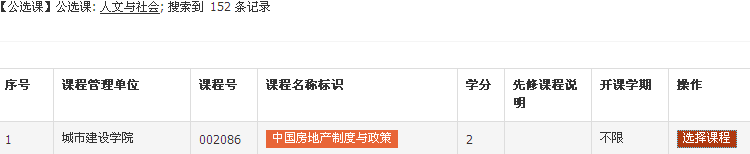 【公选课】公选课: 人文与社会; 搜索到 152 条记录
序号 课程管理单位 课程号 课程名称标识 学分 先修课程说明 开课学期 操作
1 城市建设学院 002086 中国房地产制度与政策 2 不限 选择课程